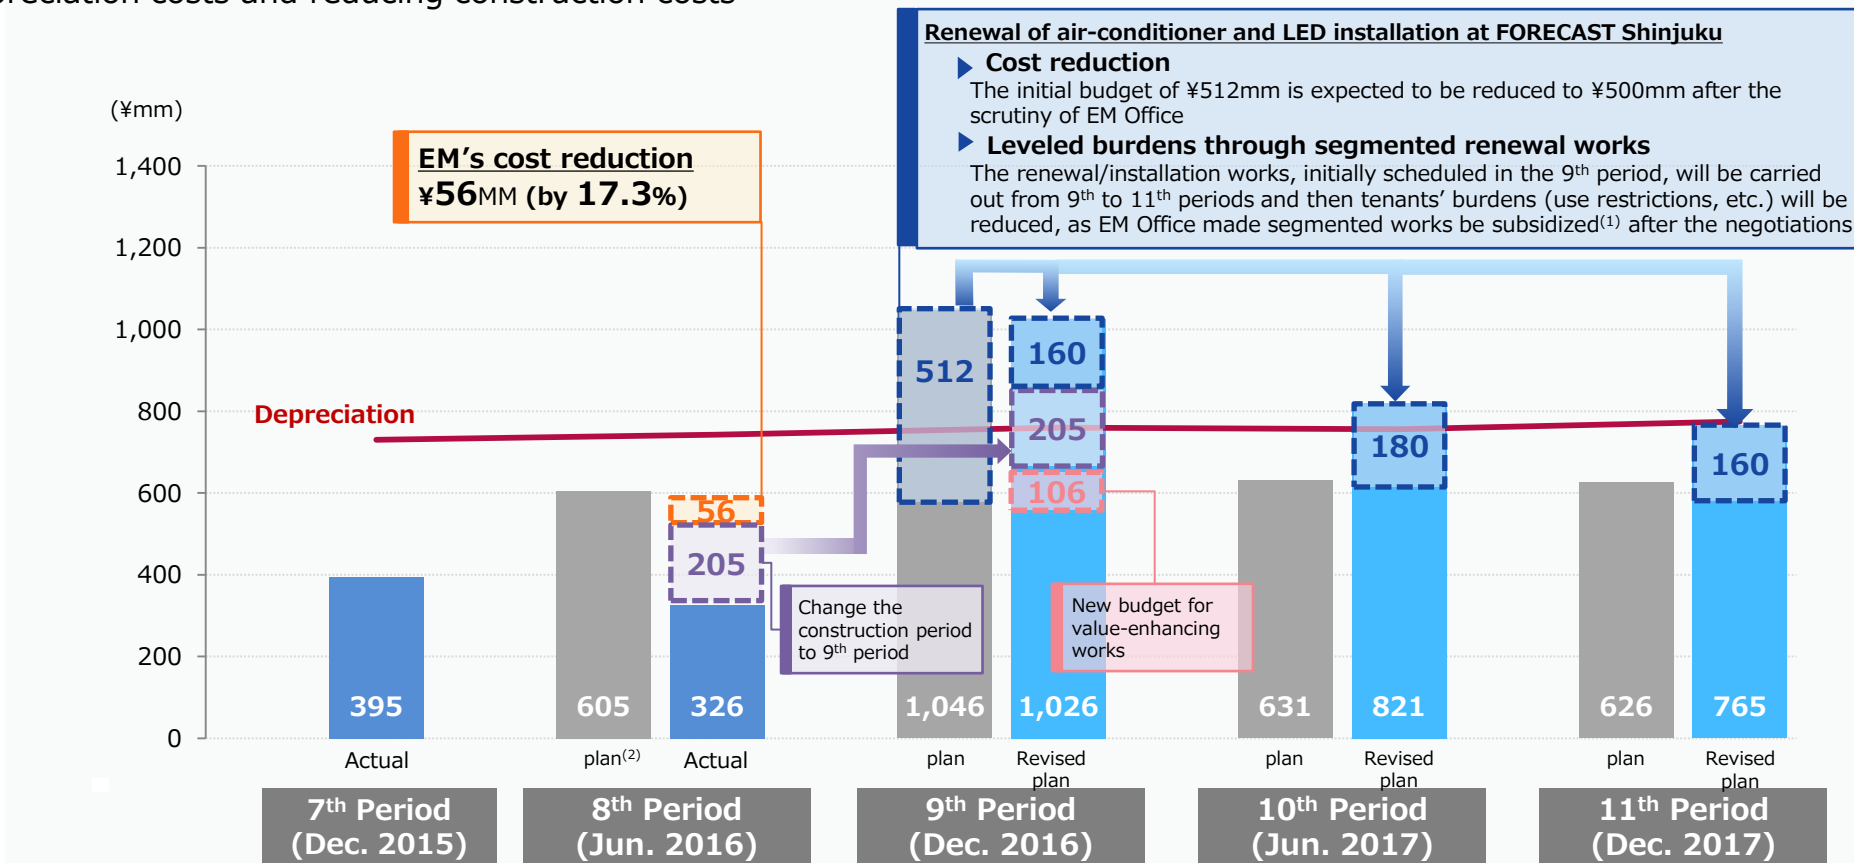 preciation costs and reducing construction costs
Renewal of air-conditioner and LED installation at FORECAST Shinjuku
Cost reduction
The initial budget of ¥512mm is expected to be reduced to ¥500mm after the
scrutiny of EM Office
Leveled burdens through segmented renewal works
The renewal/installation works, initially scheduled in the 9th period, will be carried
out from 9th to 11th periods and then tenants' burdens (use restrictions, etc.) will be
reduced, as EM Office made segmented works be subsidized(1) after the negotiations
(¥mm)
EM's cost reduction
¥56MM (by 17.3%)
1,400
1,200
1,000
800
600
400
200
0
Depreciation
512
160
205
106
180
160
56
205
Change the
construction period
to 9th period
New budget for
value-enhancing
works
395
605
326
1,046
1,026
631
821
626
765
Actual
plan(2)
Actual
plan
Revised
plan
plan
Revised
plan
plan
Revised
plan
7th Period
(Dec. 2015)
8th Period
(Jun. 2016)
9th Period
(Dec. 2016)
10th Period
(Jun. 2017)
11th Period
(Dec. 2017)